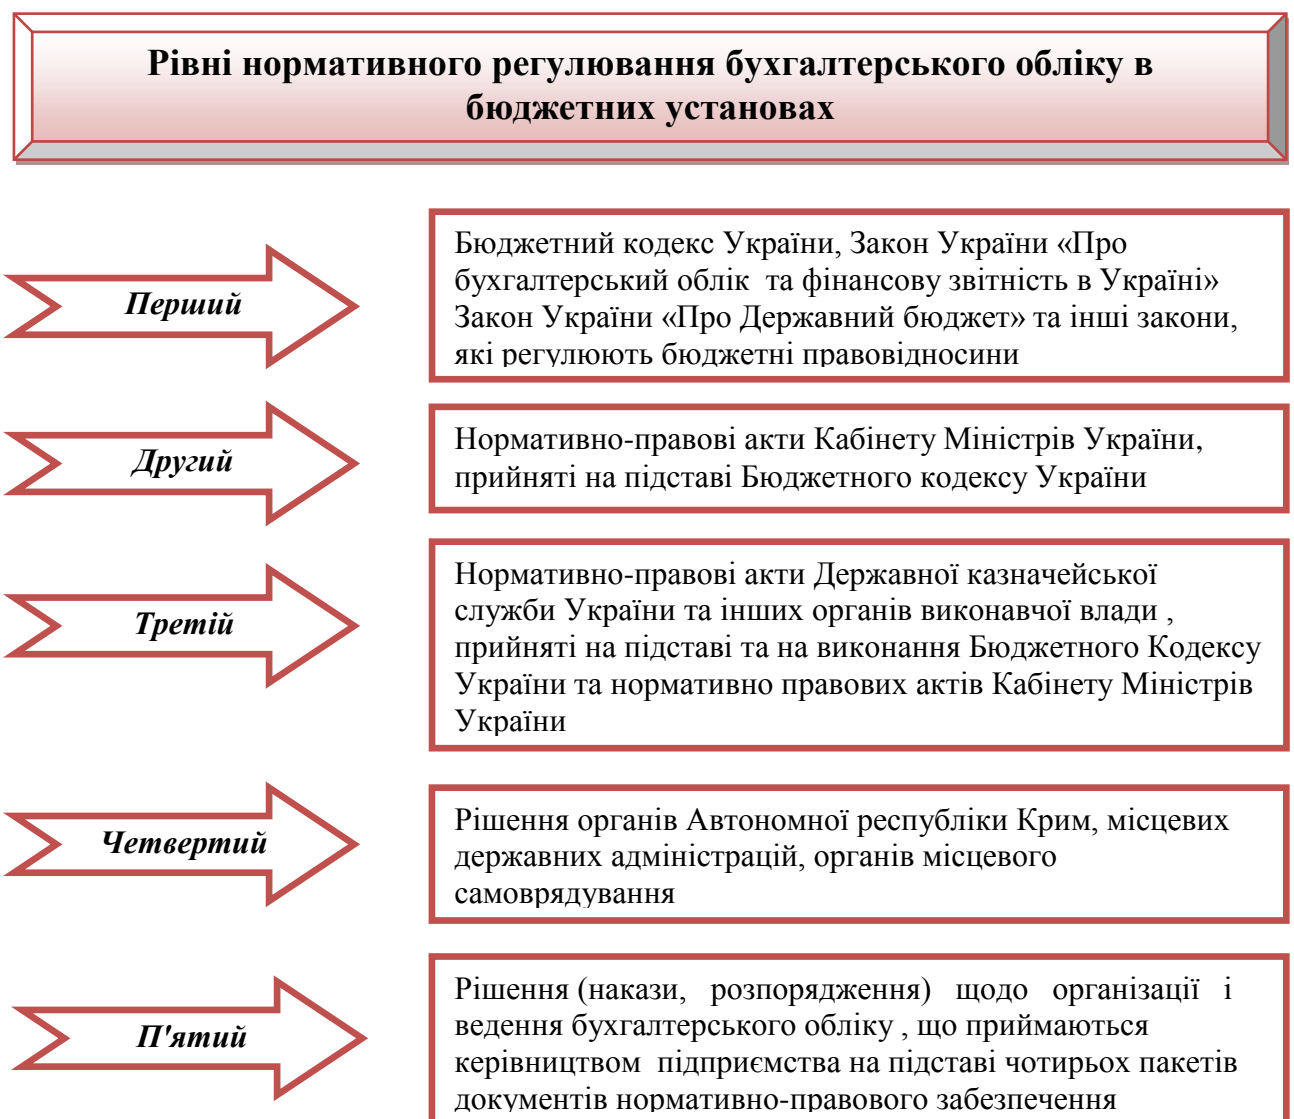 Рівні нормативного регулювання бухгалтерського обліку в
бюджетних установах
Перший
Бюджетний кодекс України, Закон України «Про
бухгалтерський облік та фінансову звітність в Україні»
Закон України «Про Державний бюджет» та інші закони,
які регулюють бюджетні правовідносини
Другий
Нормативно-правові акти Кабінету Міністрів України,
прийняті на підставі Бюджетного кодексу України
Третій
Нормативно-правові акти Державної казначейської
служби України та інших органів виконавчої влади ,
прийняті на підставі та на виконання Бюджетного Кодексу
України та нормативно правових актів Кабінету Міністрів
України
Четвертий
Рішення органів Автономної республіки Крим, місцевих
державних адміністрацій, органів місцевого
самоврядування
П'ятий
Рішення (накази, розпорядження) щодо організації і
ведення бухгалтерського обліку , що приймаються
керівництвом підприємства на підставі чотирьох пакетів
документів нормативно-правового забезпечення